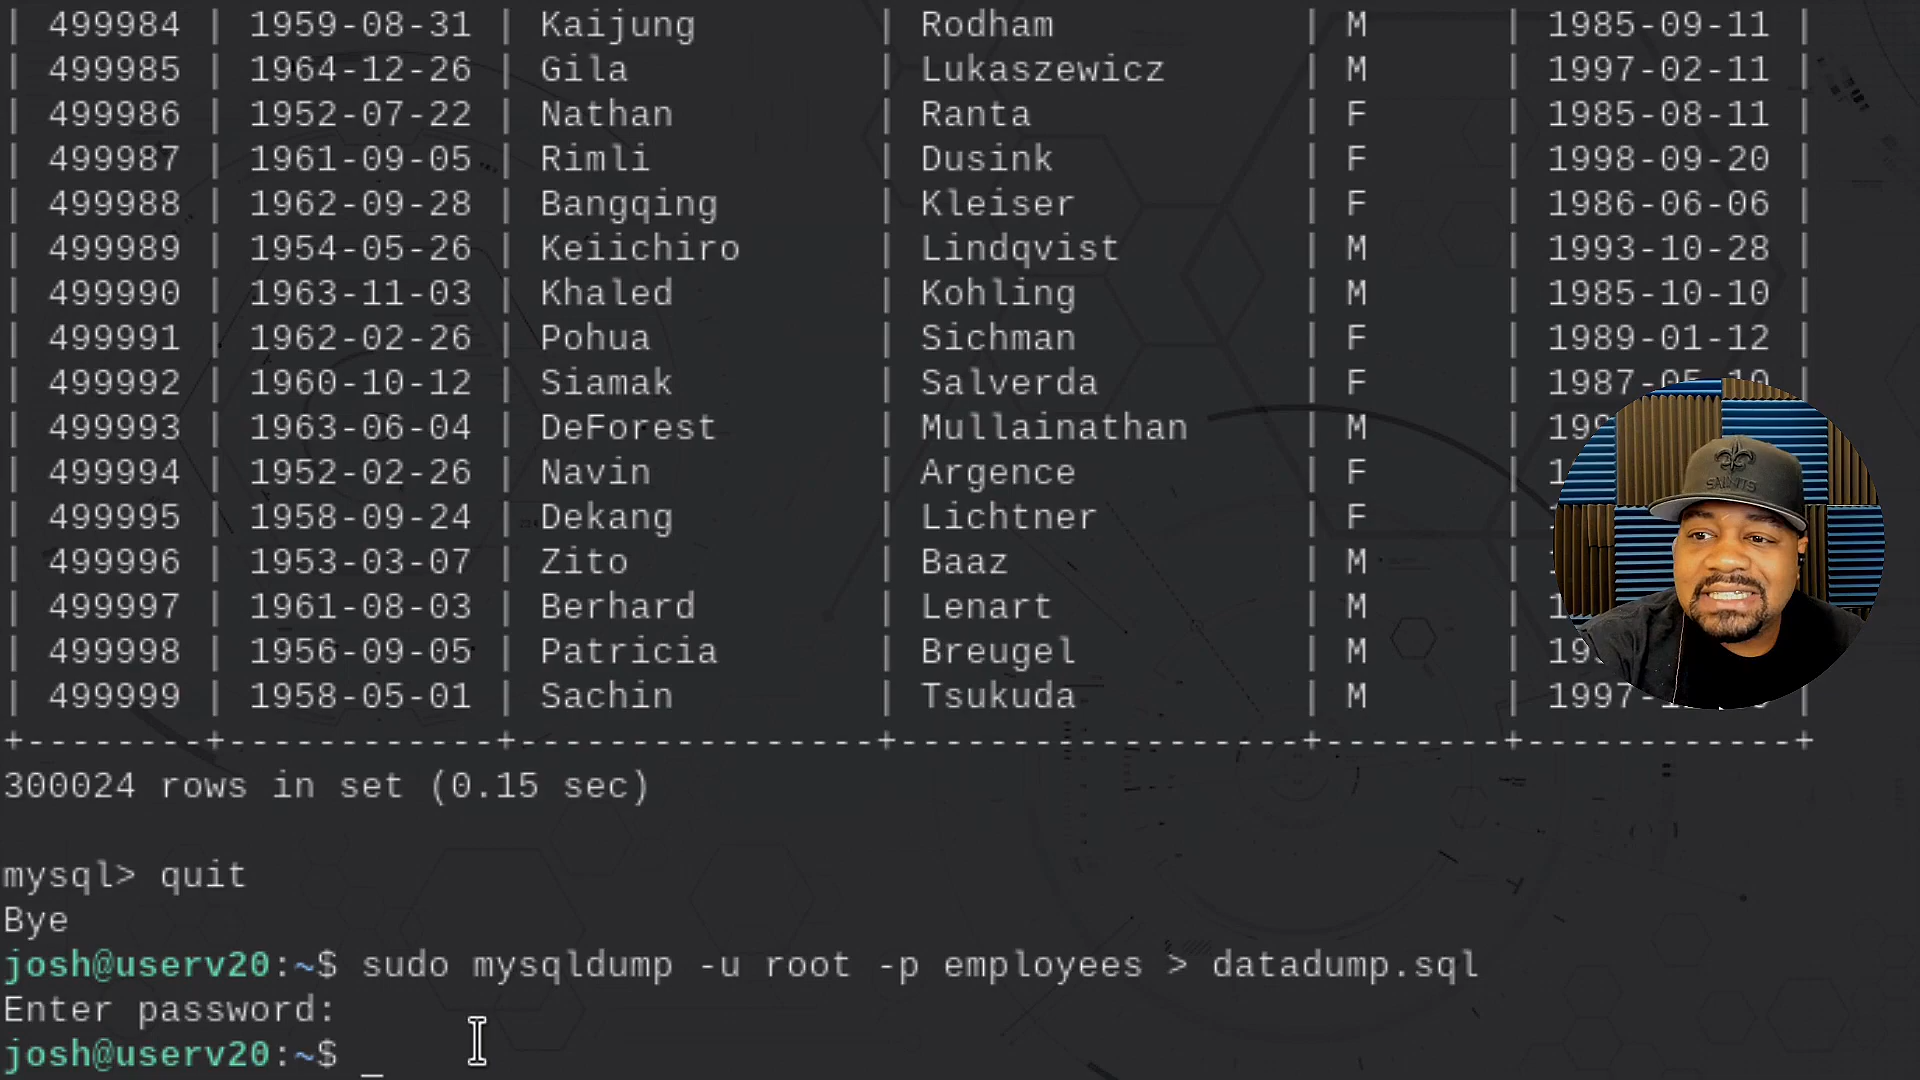 | 499984 | 1959-08-31 | Kaijung | Rodham | M | 1985-09-11 |
| 499985 | 1964-12-26 | Gila | Lukaszewicz | M | 1997-02-11 |
| 499986 | 1952-07-22 | Nathan | Ranta | F | 1985-08-11 |
| 499987 | 1961-09-05 | Rimli | Dusink | F | 1998-09-20 |
| 499988 | 1962-09-28 | Bangqing | Kleiser | F | 1986-06-06 |
| 499989 | 1954-05-26 | Keiichiro | Lindqvist | M | 1993-10-28 |
| 499990 | 1963-11-03 | Khaled | Kohling | M | 1985-10-10 |
| 499991 | 1962-02-26 | Pohua | Sichman | F | 1989-01-12 |
| 499992 | 1960-10-12 | Siamak | Salverda | F | 1987-05-10 |
| 499993 | 1963-06-04 | DeForest | Mullainathan | M |
| 499994 | 1952-02-26 | Navin | Argence | F |
| 499995 | 1958-09-24 | Dekang | Lichtner | F |
| 499996 | 1953-03-07 | Zito | Baaz | M |
| 499997 | 1961-08-03 | Berhard | Lenart | M |
| 499998 | 1956-09-05 | Patricia | Breugel | M |
| 499999 | 1958-05-01 | Sachin | Tsukuda | M | 1997-
+--------+------------+-----------------+-------------------+--------+------------+
300024 rows in set (0.15 sec)
mysql> quit
Bye
josh@userv20:~$ sudo mysqldump -u root -p employees > datadump.sql
Enter password:
josh@userv20:~$ _
SAINTS